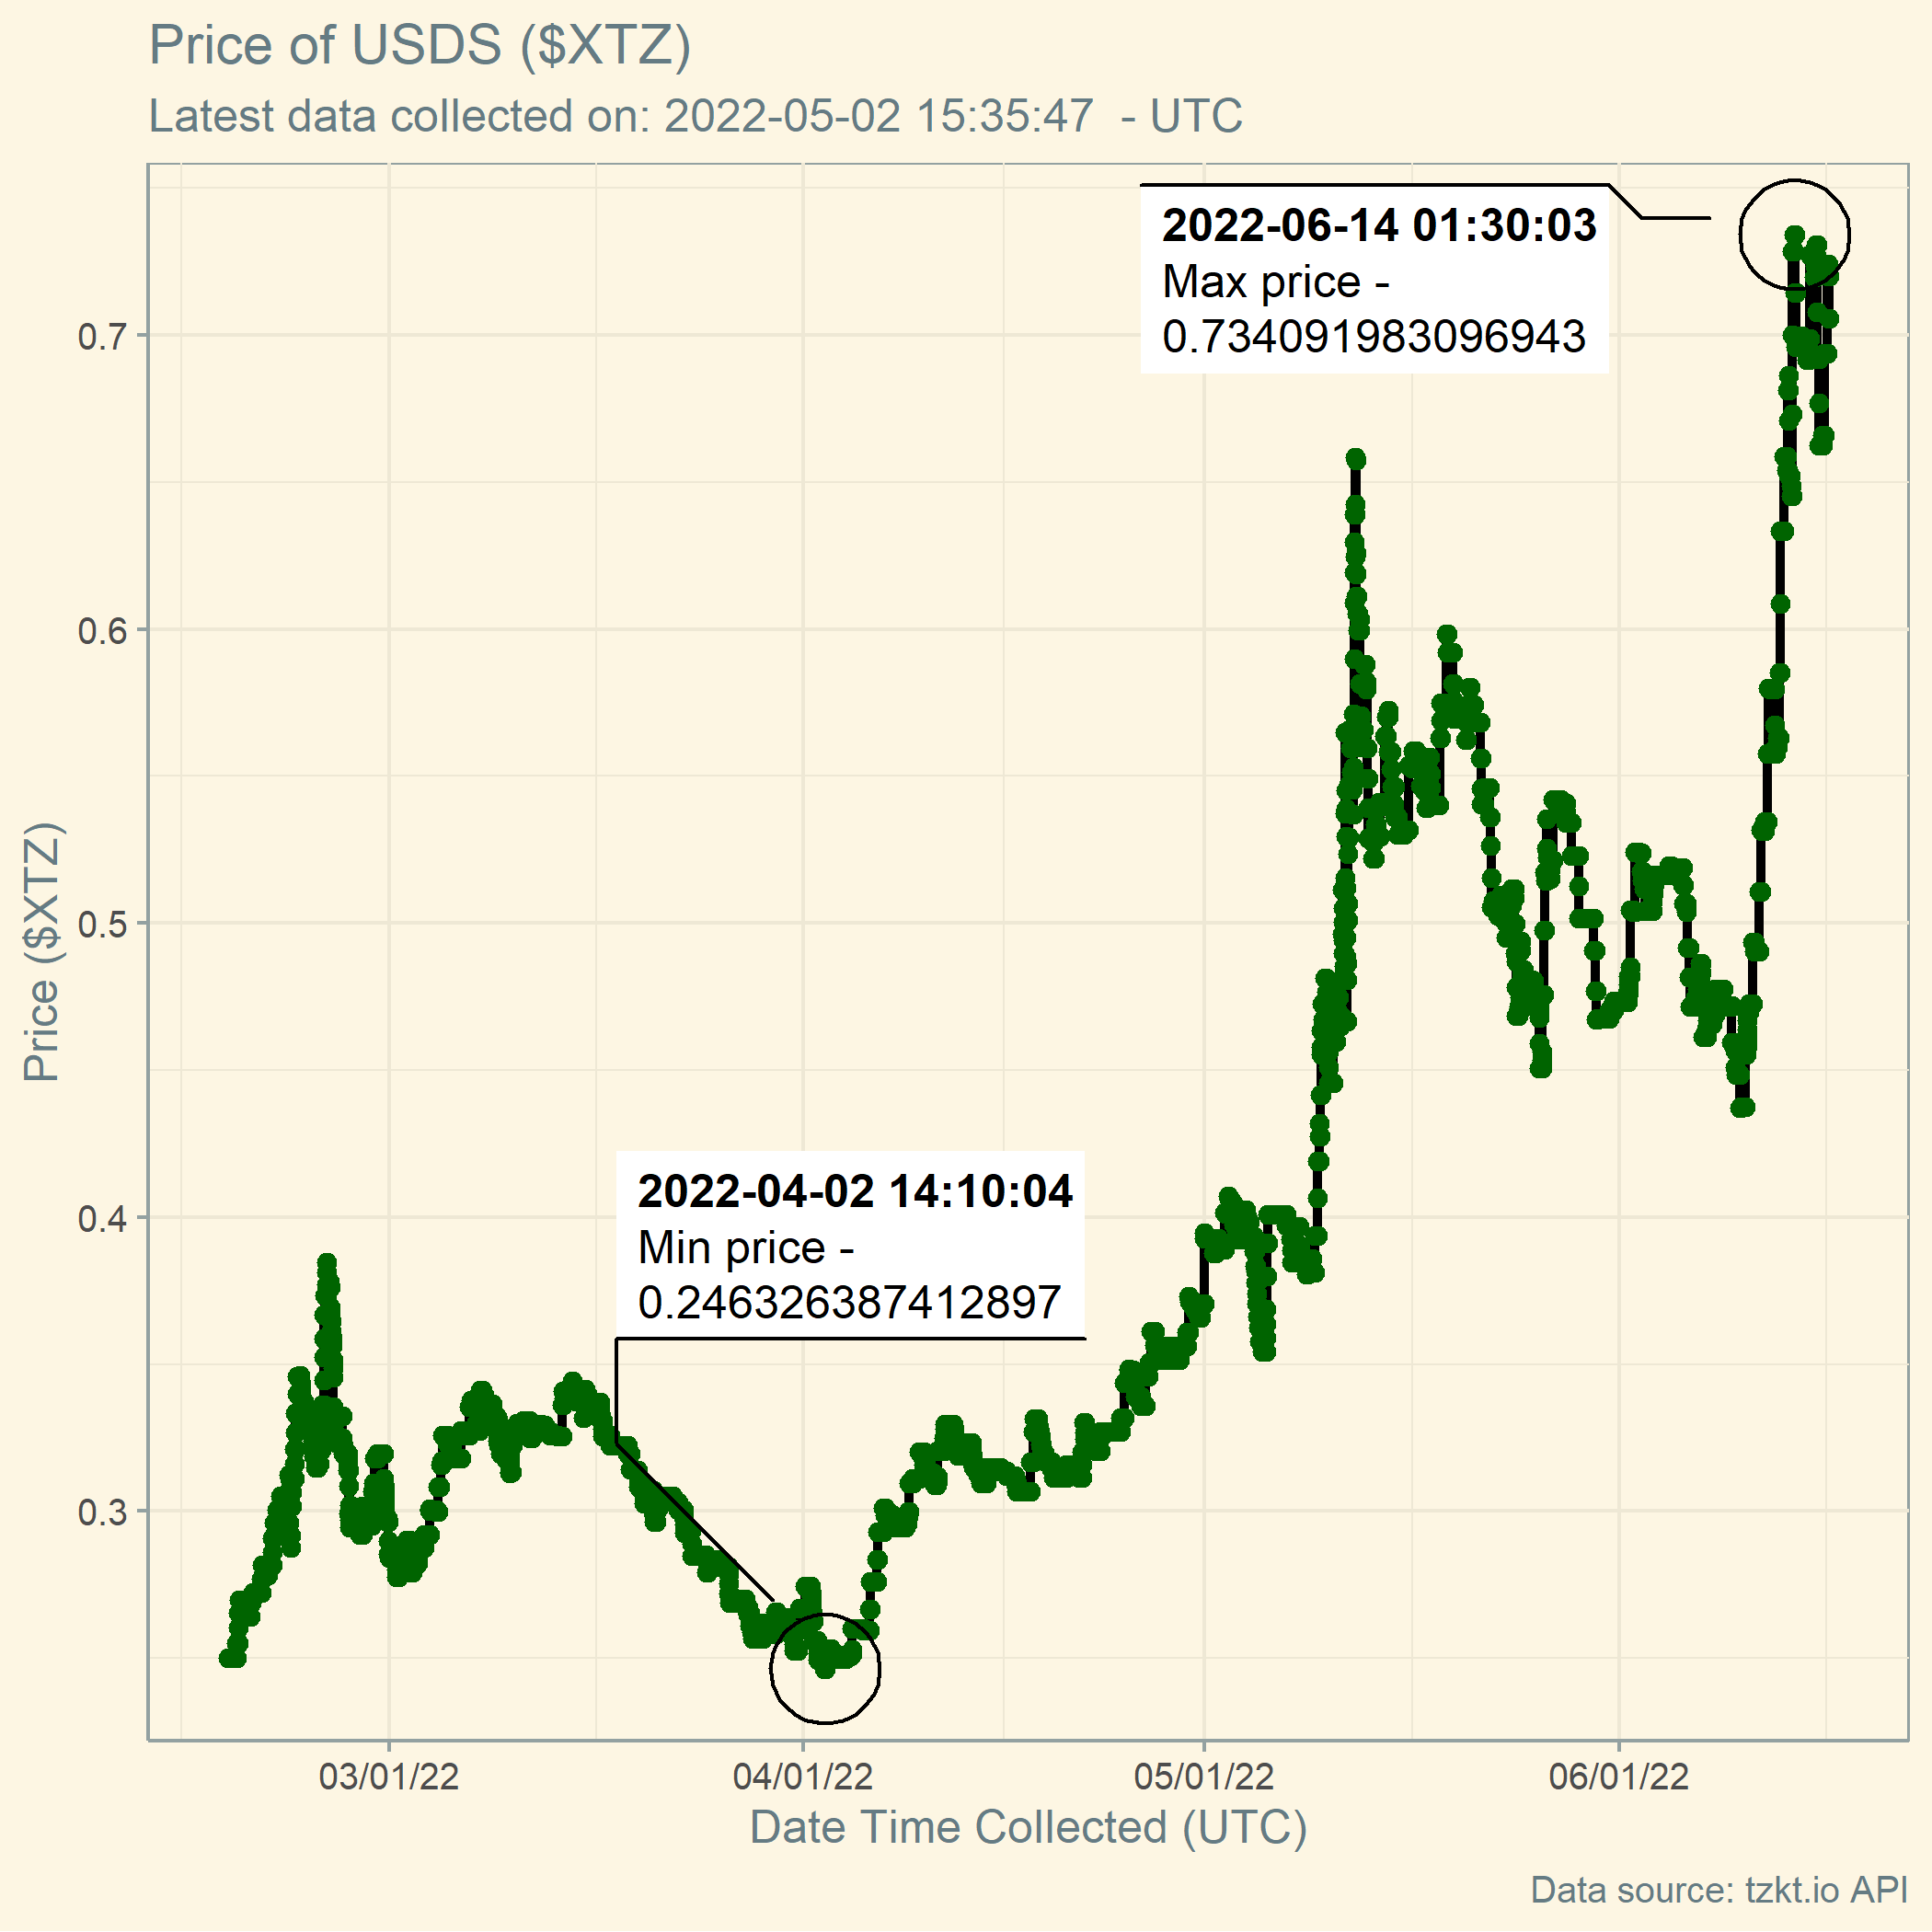 Price of USDS ($XTZ)
Latest data collected on: 2022-05-02 15:35:47  - UTC
2022-06-14 01:30:03
Max price -
0.734091983096943
0.7
0.6
0.5
0.4
0.3
Price ($XTZ)
2022-04-02 14:10:04
Min price -
0.246326387412897
03/01/22
04/01/22
05/01/22
06/01/22
Date Time Collected (UTC)
Data source: tzkt.io API